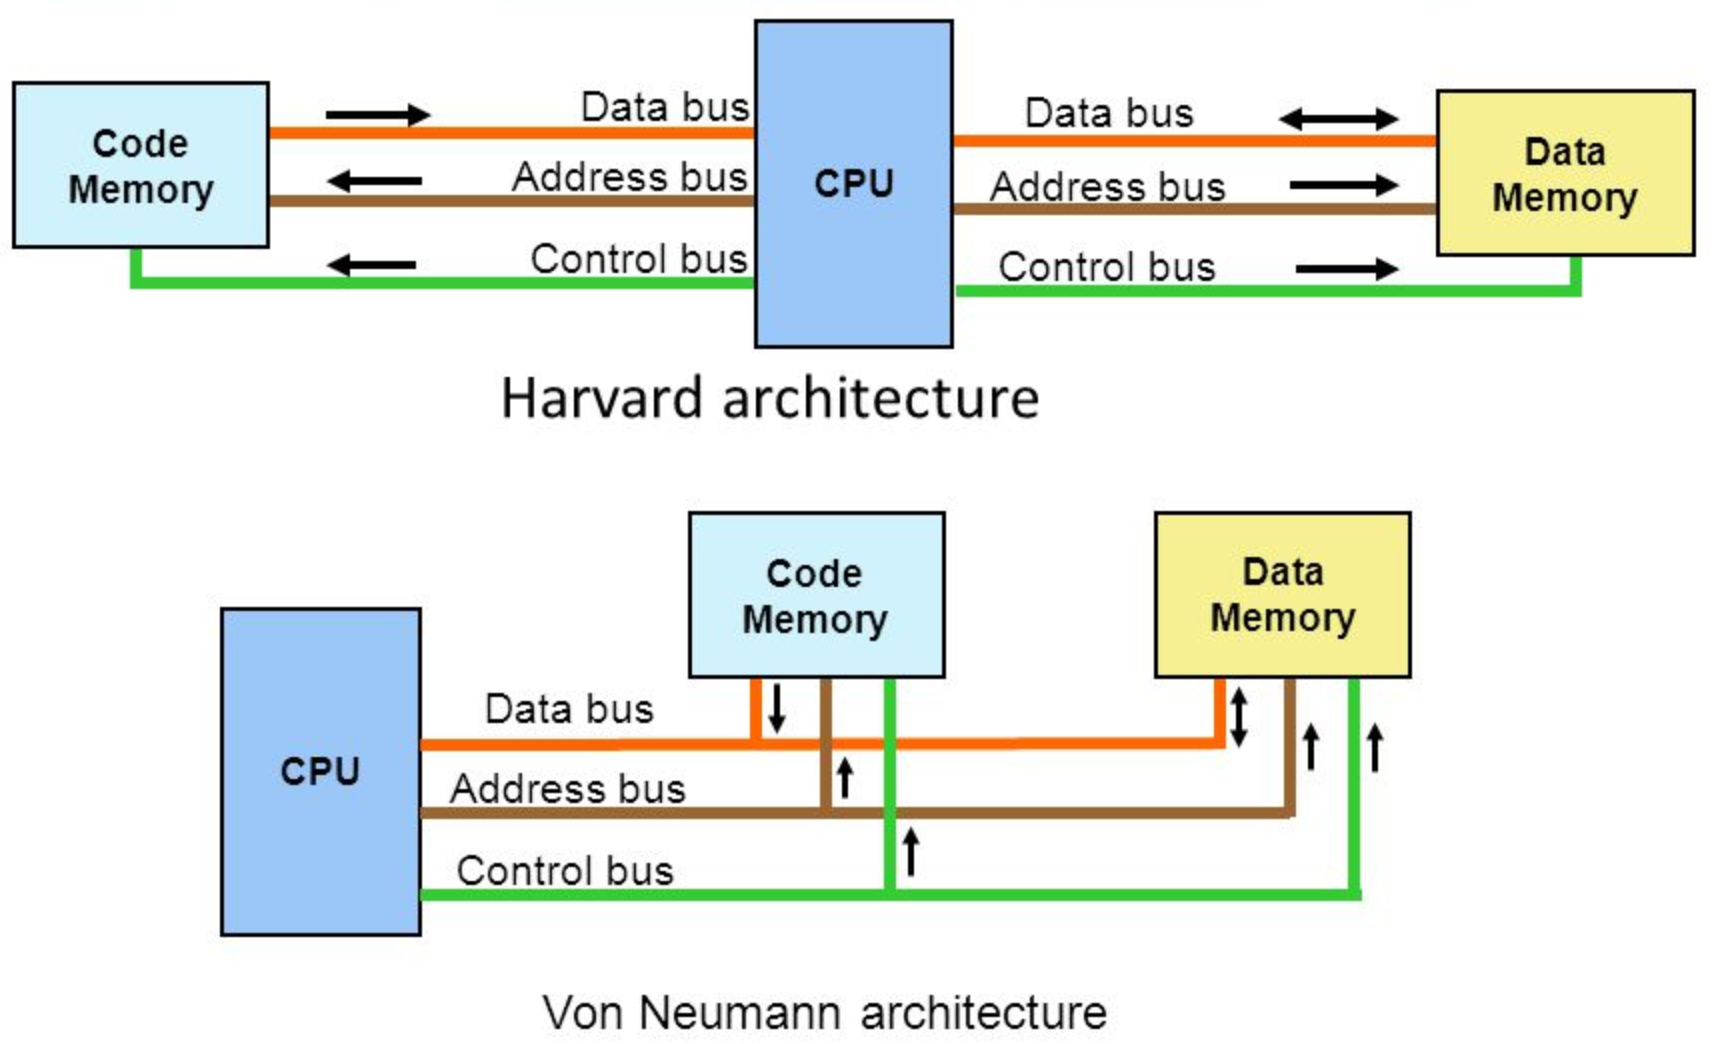 Code
Memory
Data bus
Address bus
Control bus
CPU
Data bus
Address bus
Control bus
Data
Memory
Harvard architecture
Code
Memory
Data
Memory
CPU
Data bus
Address bus
Control bus
Von Neumann architecture